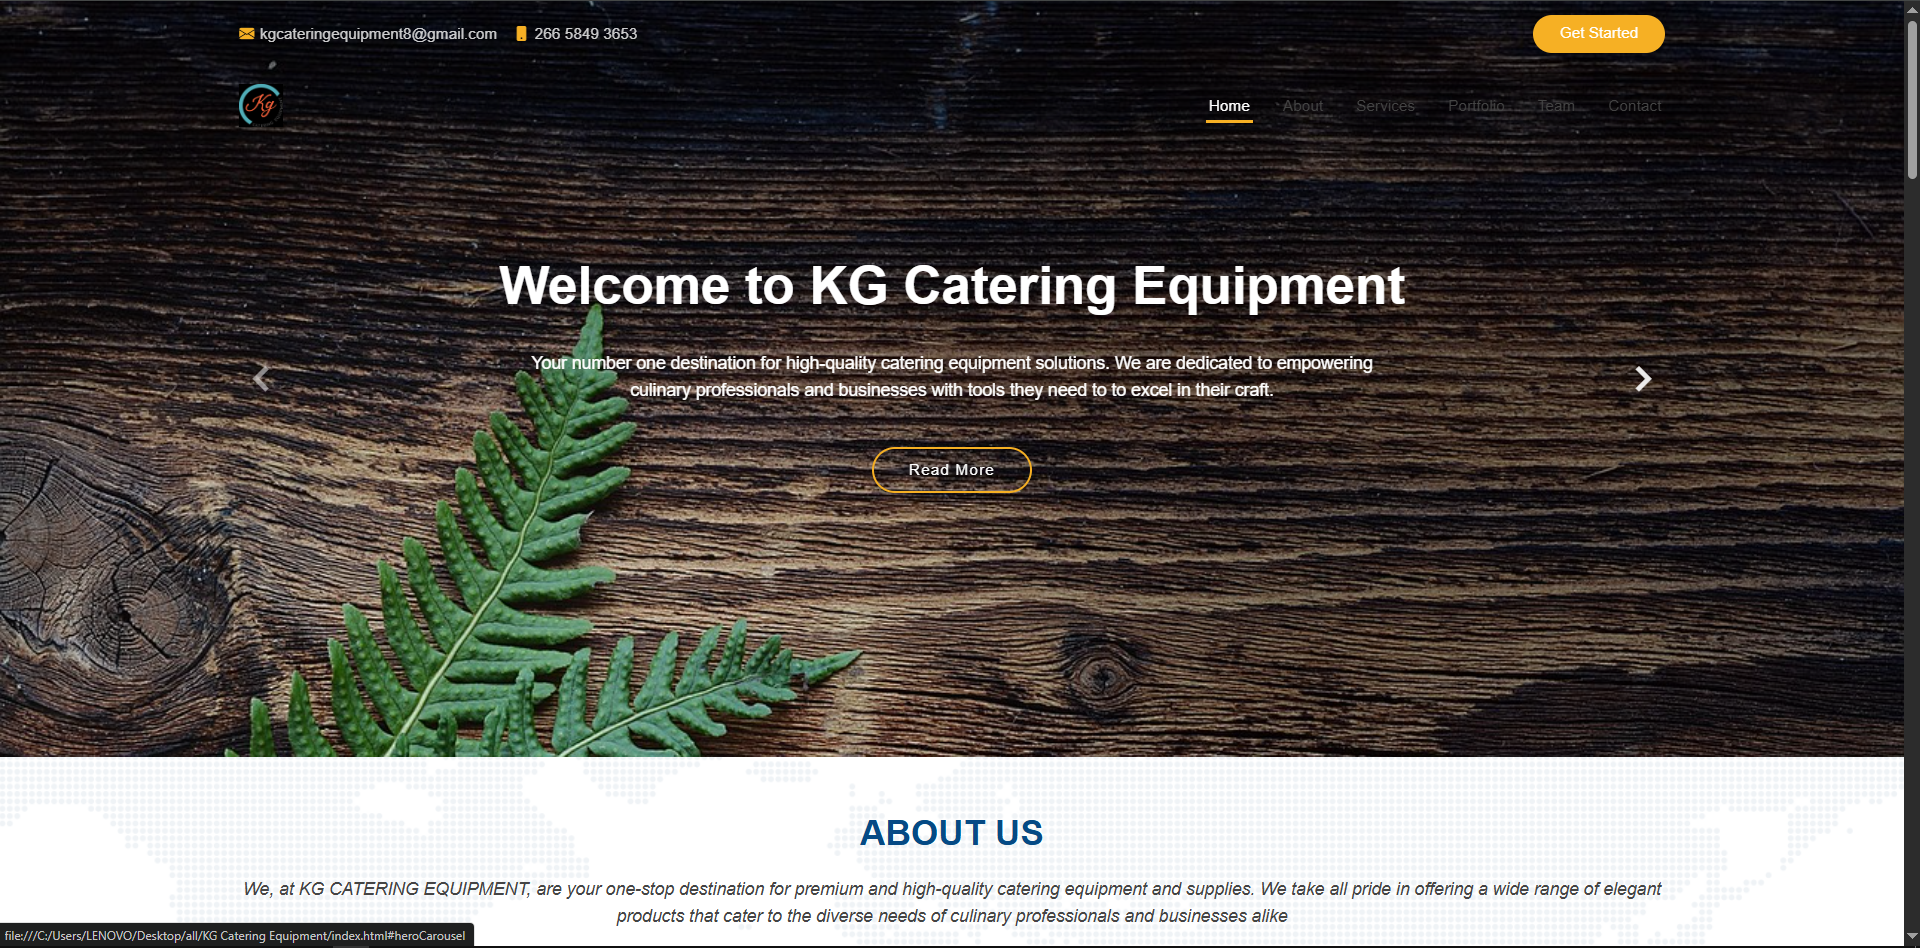 kgcateringequipment8@gmail.com 266 5849 3653 Get Started
Kg
Home About Services Portfolio Team Contact
Welcome to KG Catering Equipment
Your number one destination for high-quality catering equipment solutions. We are dedicated to empowering
culinary professionals and businesses with tools they need to to excel in their craft.
Read More
ABOUT US
We, at KG CATERING EQUIPMENT, are your one-stop destination for premium and high-quality catering equipment and supplies. We take all pride in offering a wide range of elegant
products that cater to the diverse needs of culinary professionals and businesses alike
file:///C:/Users/LENOVO/Desktop/all/KG Catering Equipment/index.html#heroCarousel